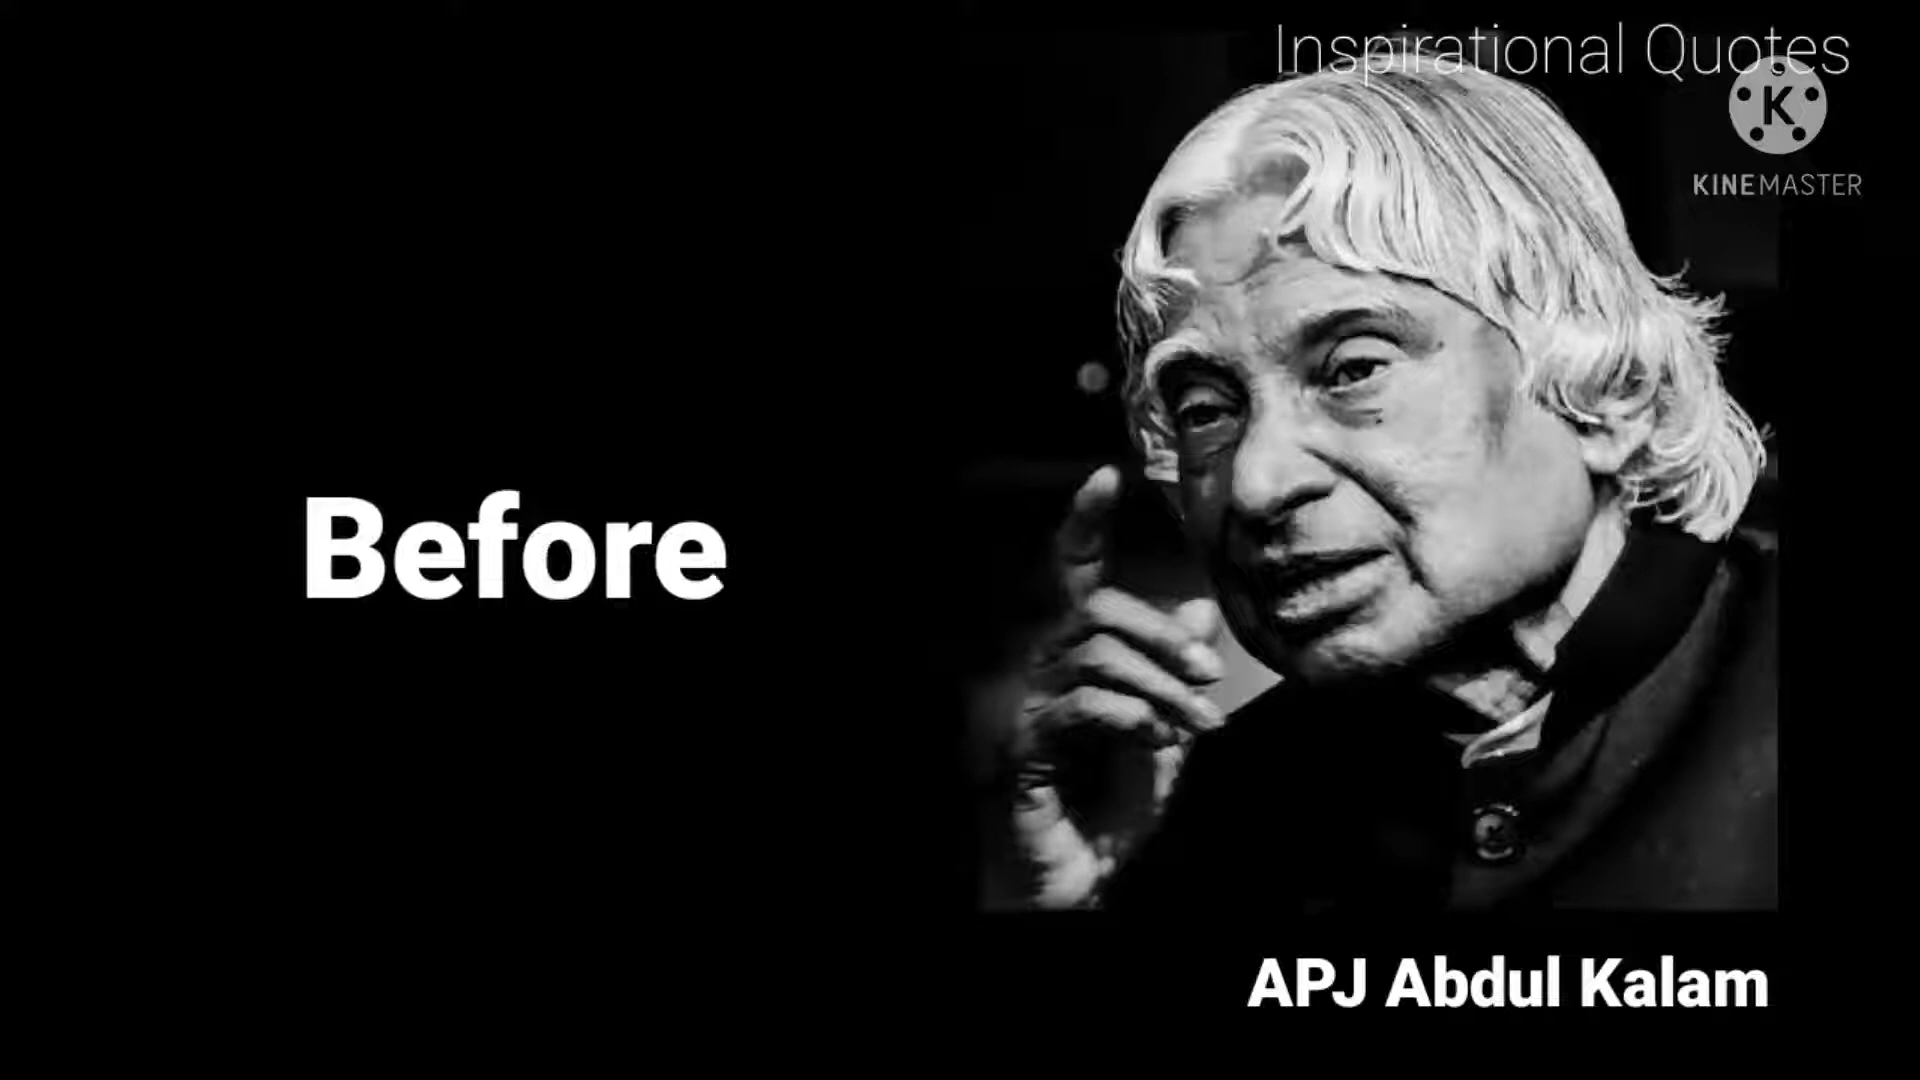 Inspirational Quotes
K
KINEMASTER
Before
APJ Abdul Kalam